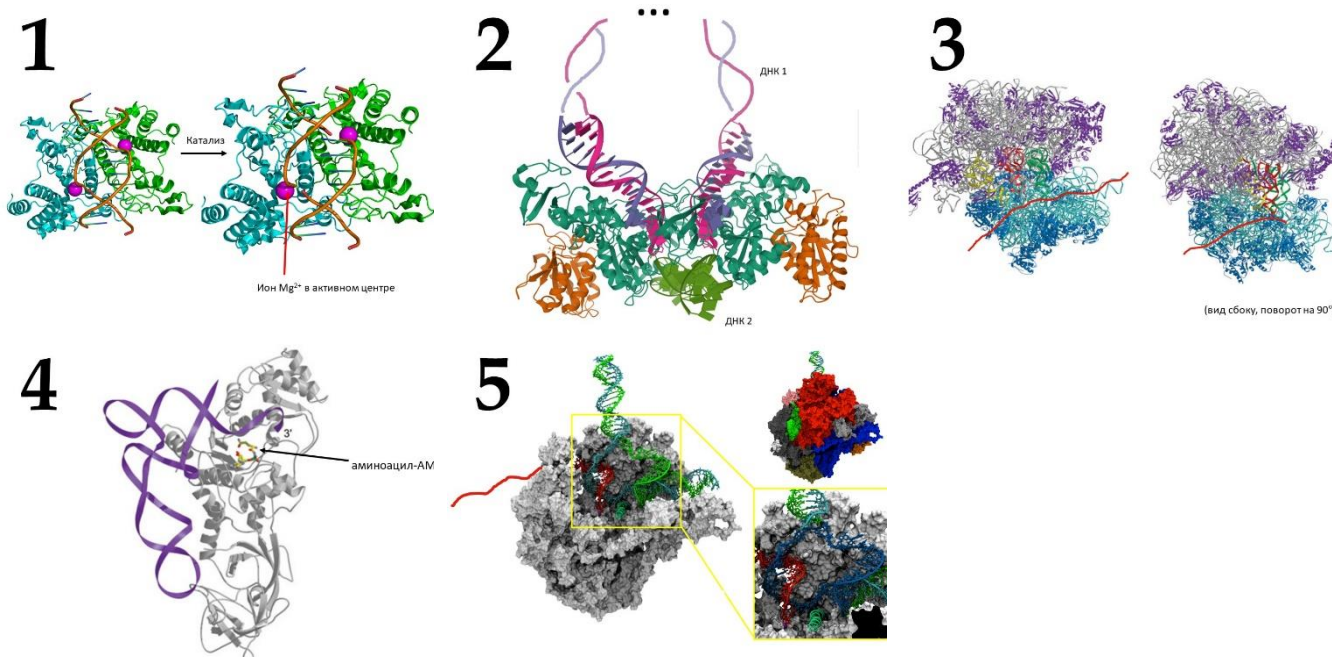 1
Катализ
Ион Mg²⁺ в активном центре
2
...
ДНК 1
ДНК 2
3
(вид сбоку, поворот на 90°
4
3'
аминоацил-АМ
5